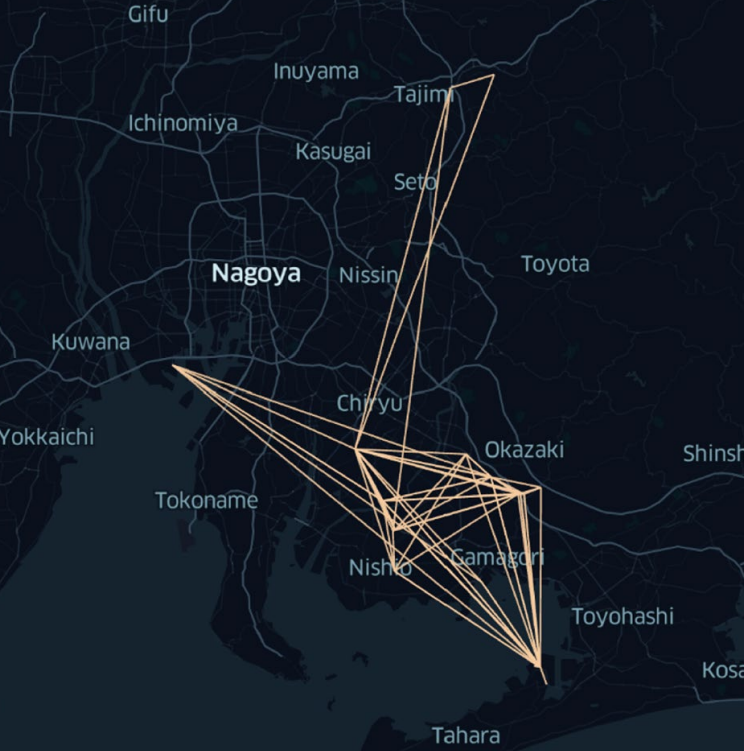 Gifu
Inuyama
Tajimi
Ichinomiya
Kasugai
Seto
Nagoya
Nissin
Toyota
Kuwana
Chiryu
Yokkaichi
Okazaki
Shinsh
Tokoname
Nishio
Gamagori
Toyohashi
Kosa
Tahara